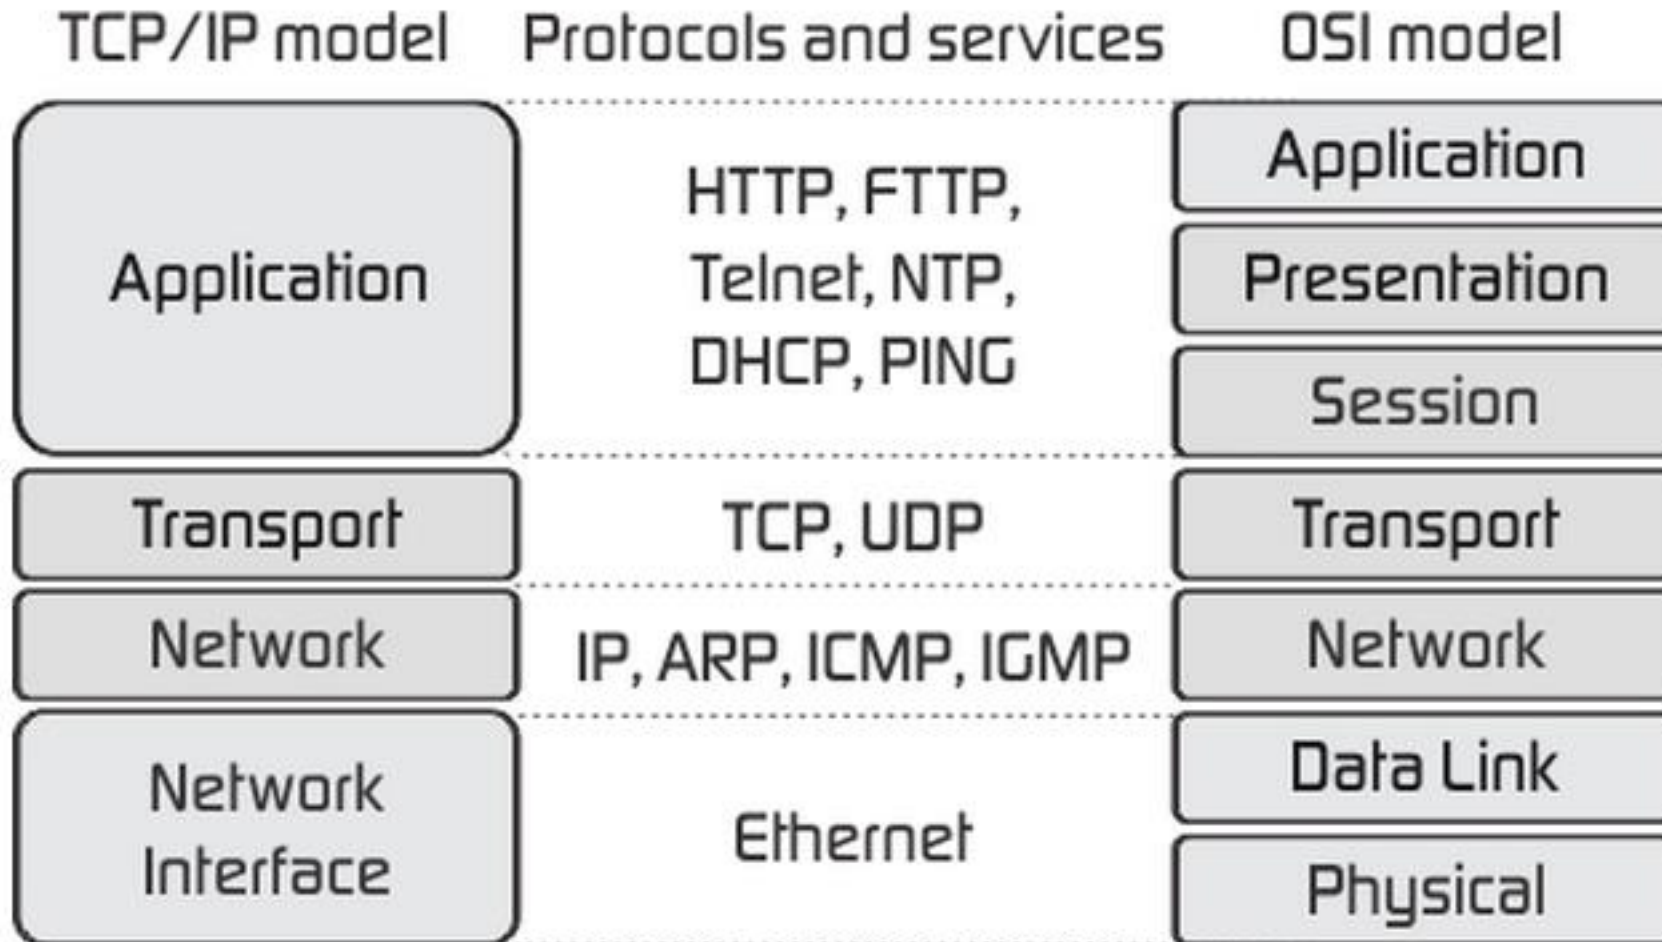 TCP/IP model
Protocols and services
OSI model
Application
HTTP, FTTP,
Telnet, NTP,
DHCP, PING
Application
Presentation
Session
Transport
TCP, UDP
Transport
Network
IP, ARP, ICMP, IGMP
Network
Network
Interface
Ethernet
Data Link
Physical